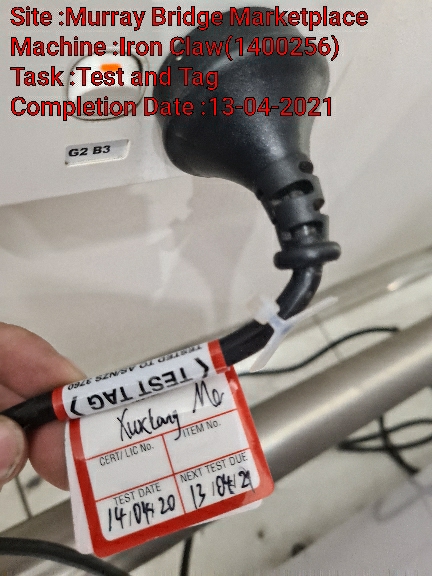 Site :Murray Bridge Marketplace
Machine :Iron Claw(1400256)
Task :Test and Tag
Completion Date :13-04-2021
G2 B3
TESTED TO AS/NZS 3760
TEST TAG
Xuxtang Ma
CERT/LIC No.
ITEM No.
TEST DATE
NEXT TEST DUE
14/04/20
13/04/21